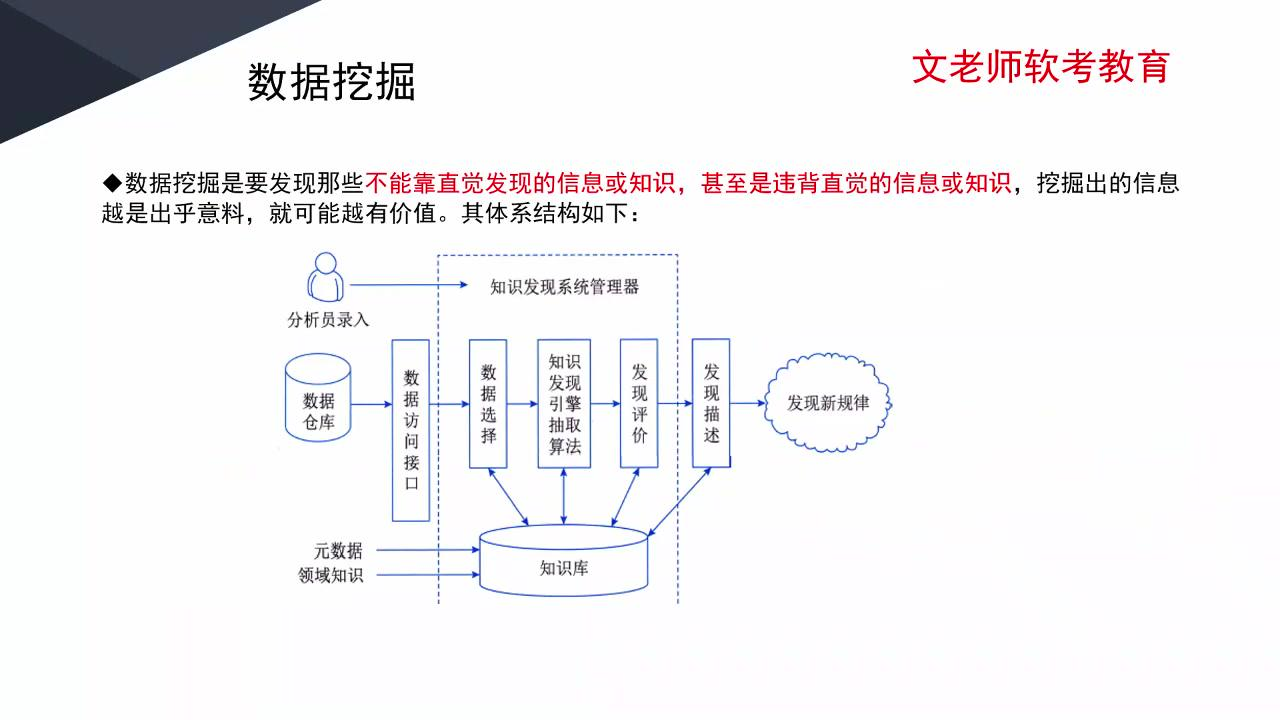 数据挖掘
文老师软考教育
◆数据挖掘是要发现那些不能靠直觉发现的信息或知识，甚至是违背直觉的信息或知识，挖掘出的信息
越是出乎意料，就可能越有价值。其体系结构如下：
知识发现系统管理器
分析员录入
数据
仓库
数据访问接口
数据选择
知识
发现
引擎
抽取
算法
发现评价
发现描述
发现新规律
元数据
领域知识
知识库